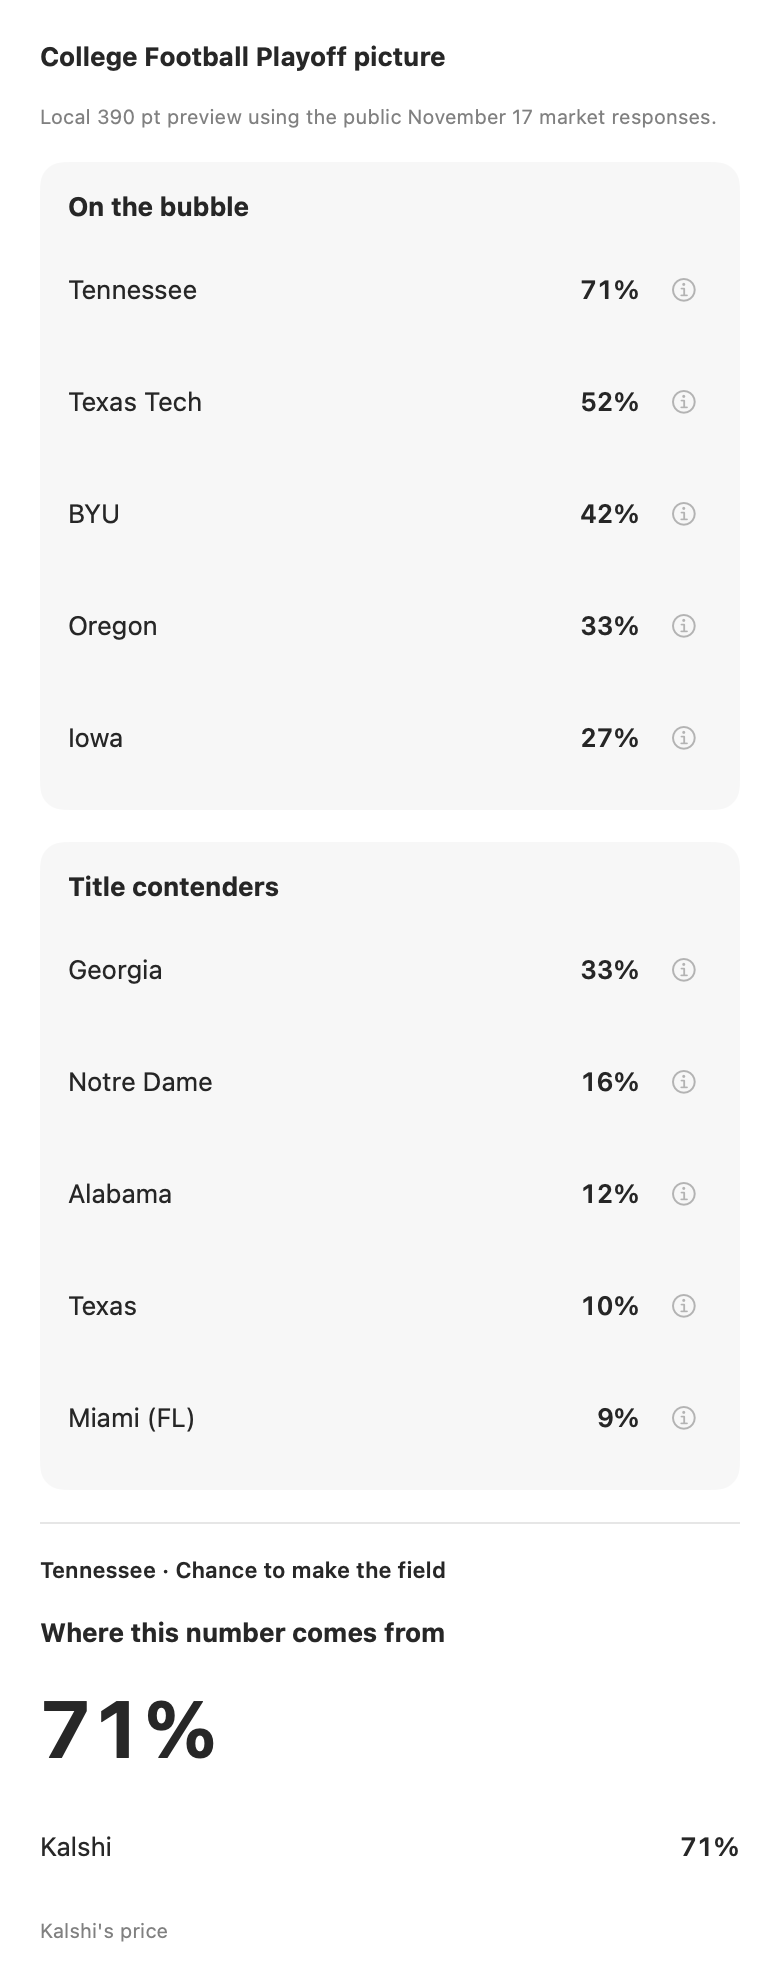 College Football Playoff picture
Local 390 pt preview using the public November 17 market responses.
On the bubble
Tennessee 71%
Texas Tech 52%
BYU 42%
Oregon 33%
Iowa 27%
Title contenders
Georgia 33%
Notre Dame 16%
Alabama 12%
Texas 10%
Miami (FL) 9%
Tennessee · Chance to make the field
Where this number comes from
71%
Kalshi 71%
Kalshi's price